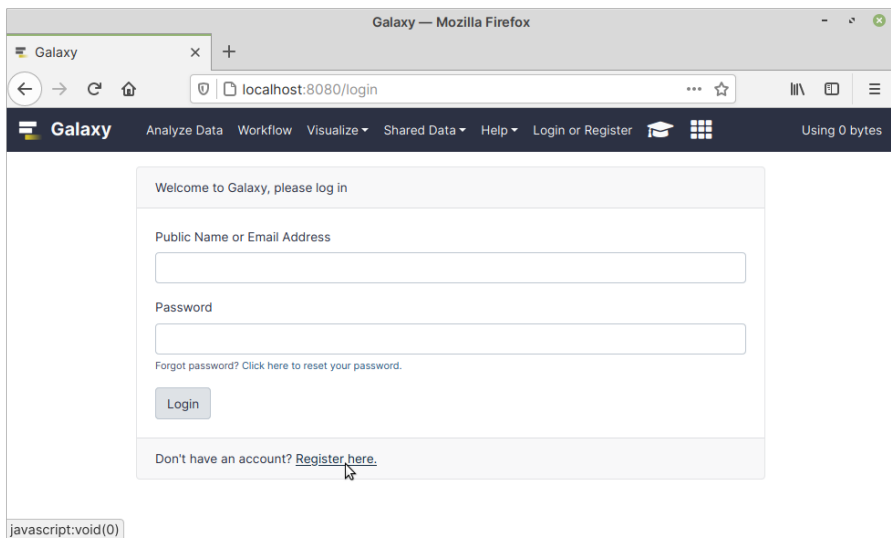 Galaxy — Mozilla Firefox
Galaxy
localhost:8080/login
Galaxy Analyze Data Workflow Visualize Shared Data Help Login or Register Using 0 bytes
Welcome to Galaxy, please log in
Public Name or Email Address
Password
Forgot password? Click here to reset your password.
Login
Don't have an account? Register here.
javascript:void(0)